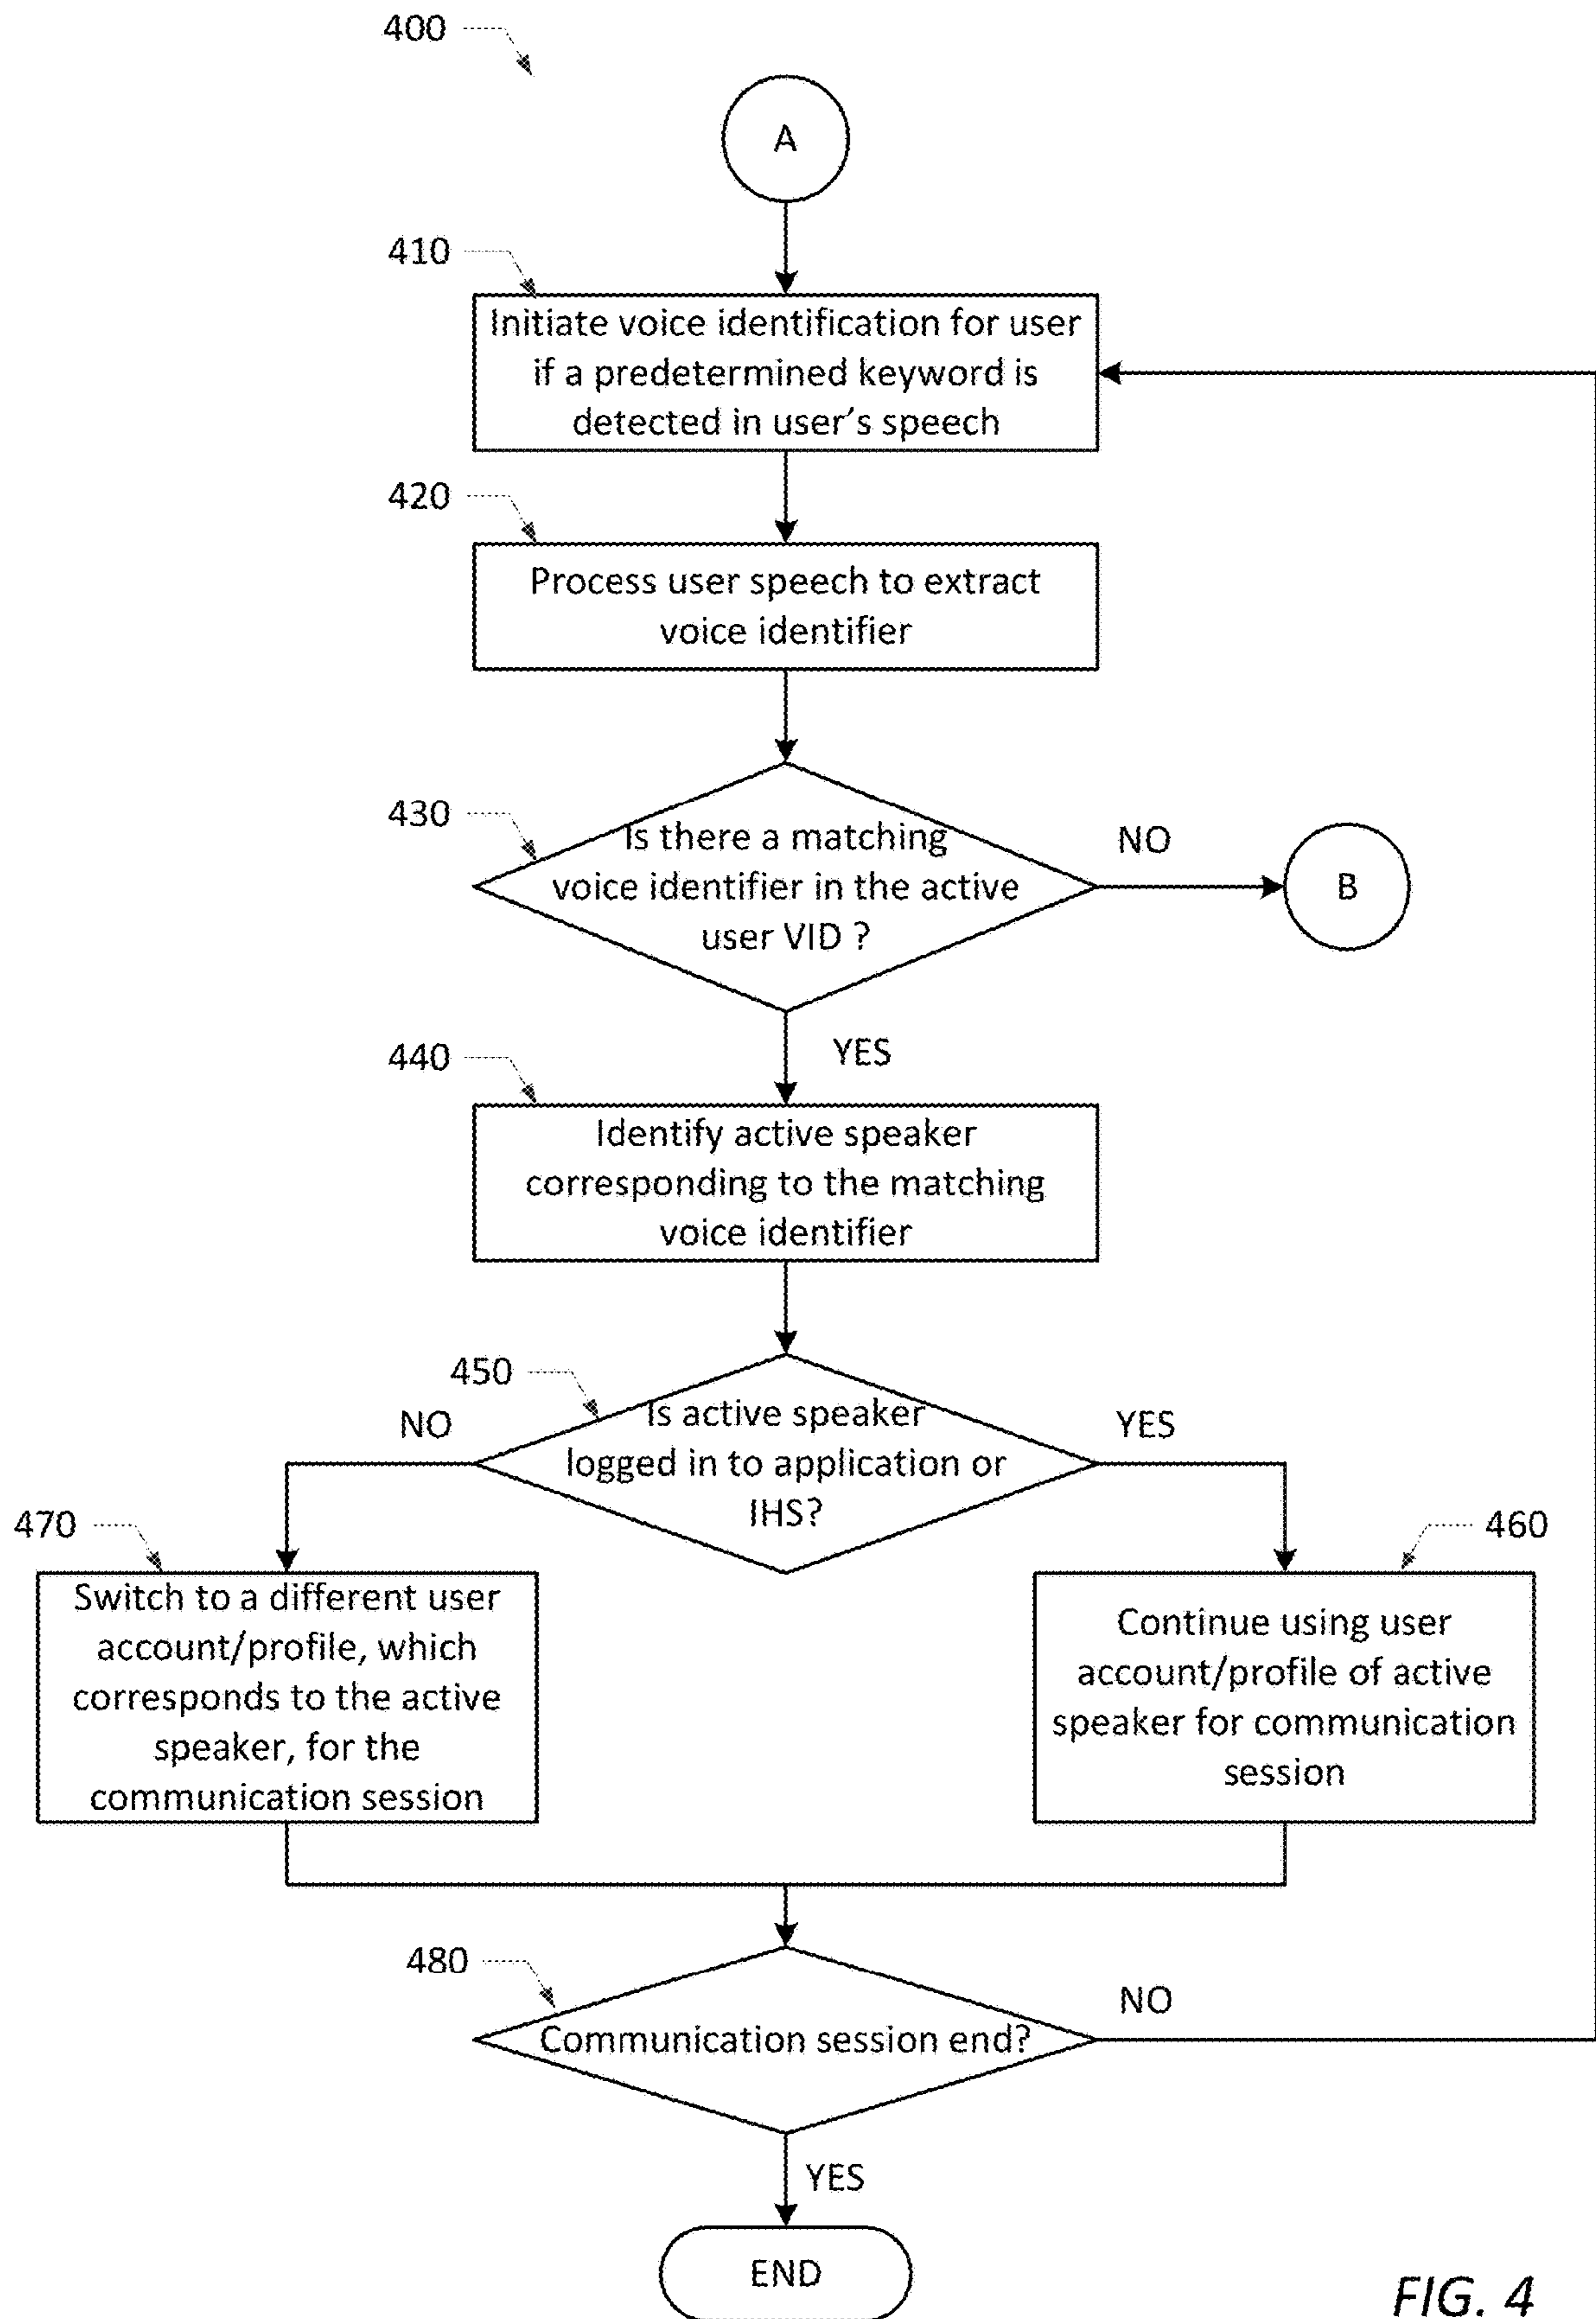 400
A
410
Initiate voice identification for user
if a predetermined keyword is
detected in user's speech
420
Process user speech to extract
voice identifier
430
Is there a matching
voice identifier in the active
user VID ?
NO
B
YES
440
Identify active speaker
corresponding to the matching
voice identifier
450
Is active speaker
logged in to application or
IHS?
NO
YES
470
Switch to a different user
account/profile, which
corresponds to the active
speaker, for the
communication session
460
Continue using user
account/profile of active
speaker for communication
session
480
Communication session end?
NO
YES
END
FIG. 4